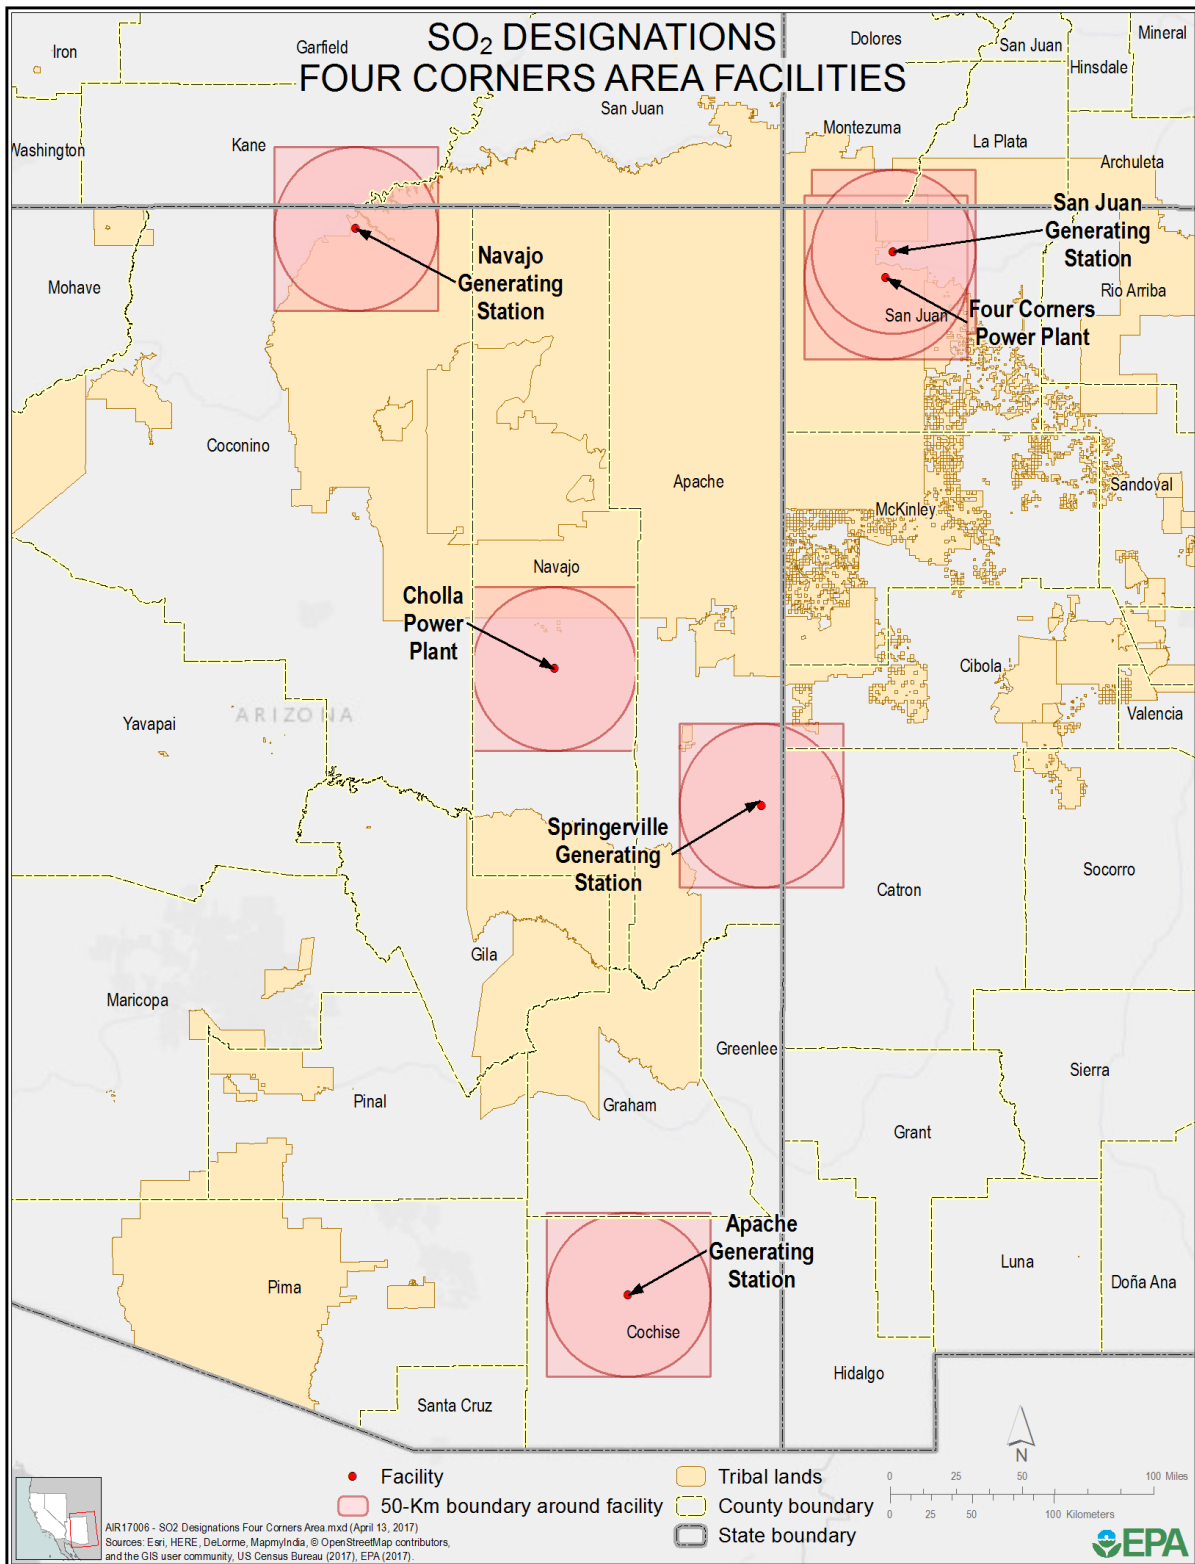 SO2 DESIGNATIONS
FOUR CORNERS AREA FACILITIES
Iron
Garfield
Dolores
San Juan
Mineral
Hinsdale
San Juan
Montezuma
La Plata
Archuleta
Washington
Kane
San Juan
Generating
Station
Navajo
Generating
Station
Mohave
Rio Arriba
San Juan
Four Corners
Power Plant
Coconino
Apache
Sandoval
McKinley
Navajo
Cholla
Power
Plant
Cibola
Yavapai
ARIZONA
Valencia
Springerville
Generating
Station
Catron
Socorro
Gila
Maricopa
Greenlee
Sierra
Pinal
Graham
Grant
Apache
Generating
Station
Pima
Luna
Doña Ana
Cochise
Hidalgo
Santa Cruz
N
Facility
50-Km boundary around facility
Tribal lands
County boundary
State boundary
0 25 50 100 Miles
0 25 50 100 Kilometers
AIR17006 - SO2 Designations Four Corners Area.mxd (April 13, 2017)
Sources: Esri, HERE, DeLorme, MapmyIndia, © OpenStreetMap contributors,
and the GIS user community, US Census Bureau (2017), EPA (2017).
EPA